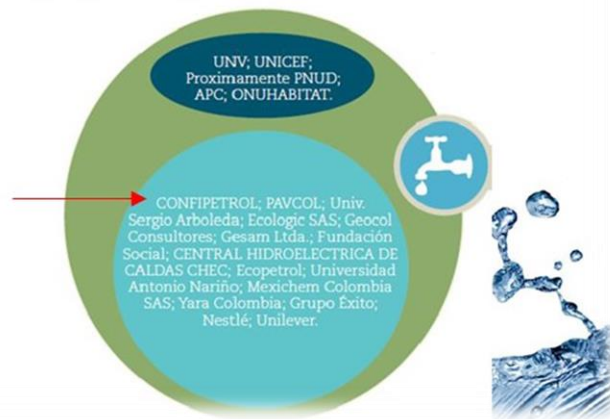 UNV; UNICEF;
Proximamente PNUD;
APC; ONUHABITAT.
CONFIPETROL; PAVCOL; Univ.
Sergio Arboleda; Ecologic SAS; Geocol
Consultores; Gesam Ltda.; Fundación
Social; CENTRAL HIDROELECTRICA DE
CALDAS CHEC; Ecopetrol; Universidad
Antonio Nariño; Mexichem Colombia
SAS; Yara Colombia; Grupo Éxito;
Nestlé; Unilever.